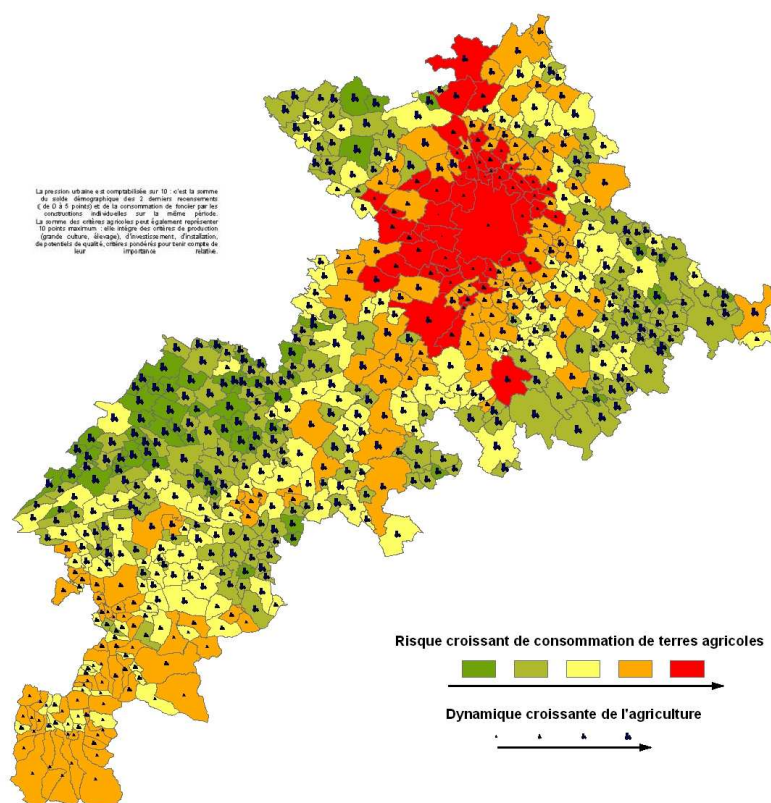 La pression urbaine est comptabilisée sur 10 : c'est la somme
du solde démographique des 2 derniers recensements
( de 0 à 5 points) et de la consommation de foncier par les
constructions individuelles sur la même période.
La somme des critères agricoles peut également représenter
10 points maximum : elle intègre des critères de production
(grande culture, élevage), d'investissement, d'installation,
de potentiels de qualité, critères pondérés pour tenir compte de
leur importance relative.
Risque croissant de consommation de terres agricoles
Dynamique croissante de l'agriculture